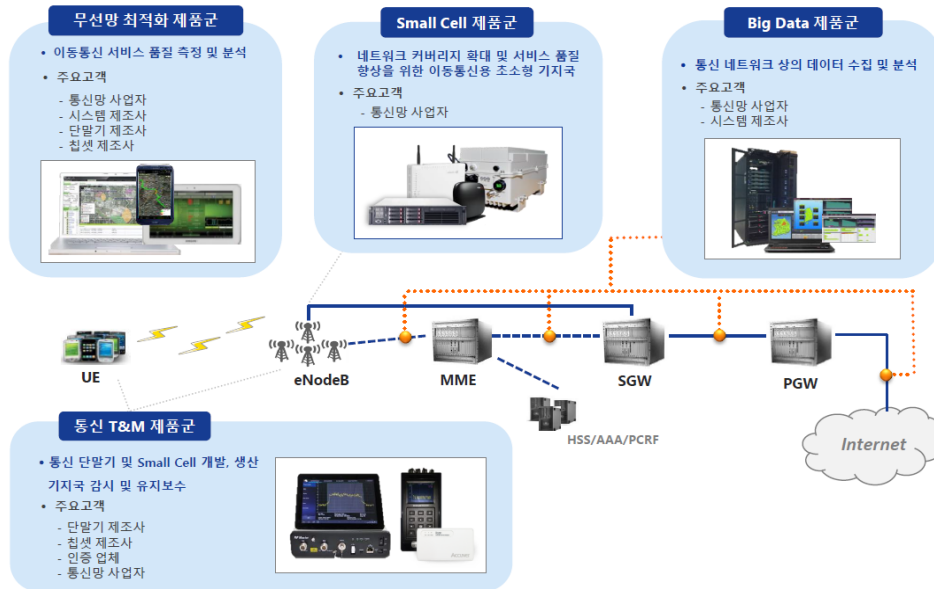 무선망 최적화 제품군
• 이동통신 서비스 품질 측정 및 분석
• 주요고객
- 통신망 사업자
- 시스템 제조사
- 단말기 제조사
- 칩셋 제조사
Small Cell 제품군
• 네트워크 커버리지 확대 및 서비스 품질
향상을 위한 이동통신용 초소형 기지국
• 주요고객
- 통신망 사업자
Big Data 제품군
• 통신 네트워크 상의 데이터 수집 및 분석
• 주요고객
- 통신망 사업자
- 시스템 제조사
UE
eNodeB
MME
SGW
PGW
HSS/AAA/PCRF
Internet
통신 T&M 제품군
• 통신 단말기 및 Small Cell 개발, 생산
기지국 감시 및 유지보수
• 주요고객
- 단말기 제조사
- 칩셋 제조사
- 인증 업체
- 통신망 사업자